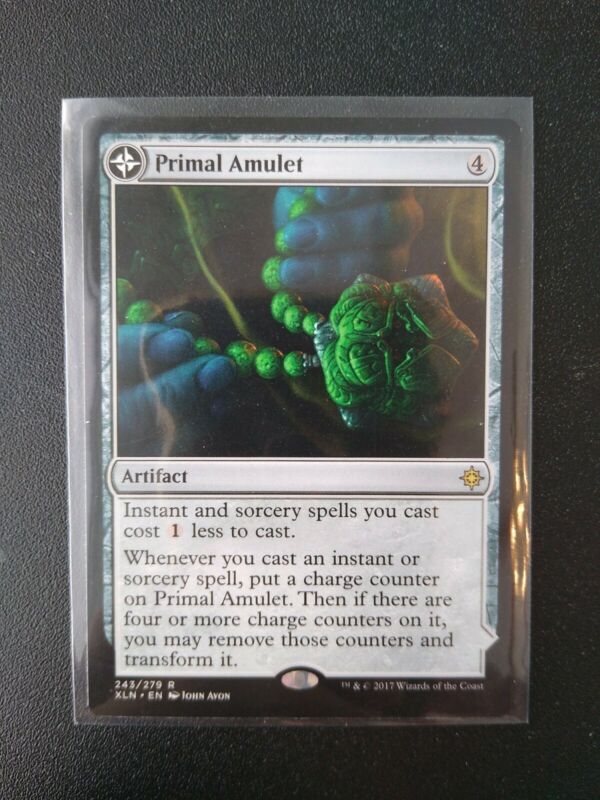 Primal Amulet 4
Artifact
Instant and sorcery spells you cast
cost 1 less to cast.
Whenever you cast an instant or
sorcery spell, put a charge counter
on Primal Amulet. Then if there are
four or more charge counters on it,
you may remove those counters and
transform it.
243/279 R
XLN • EN JOHN AVON
™ & © 2017 Wizards of the Coast